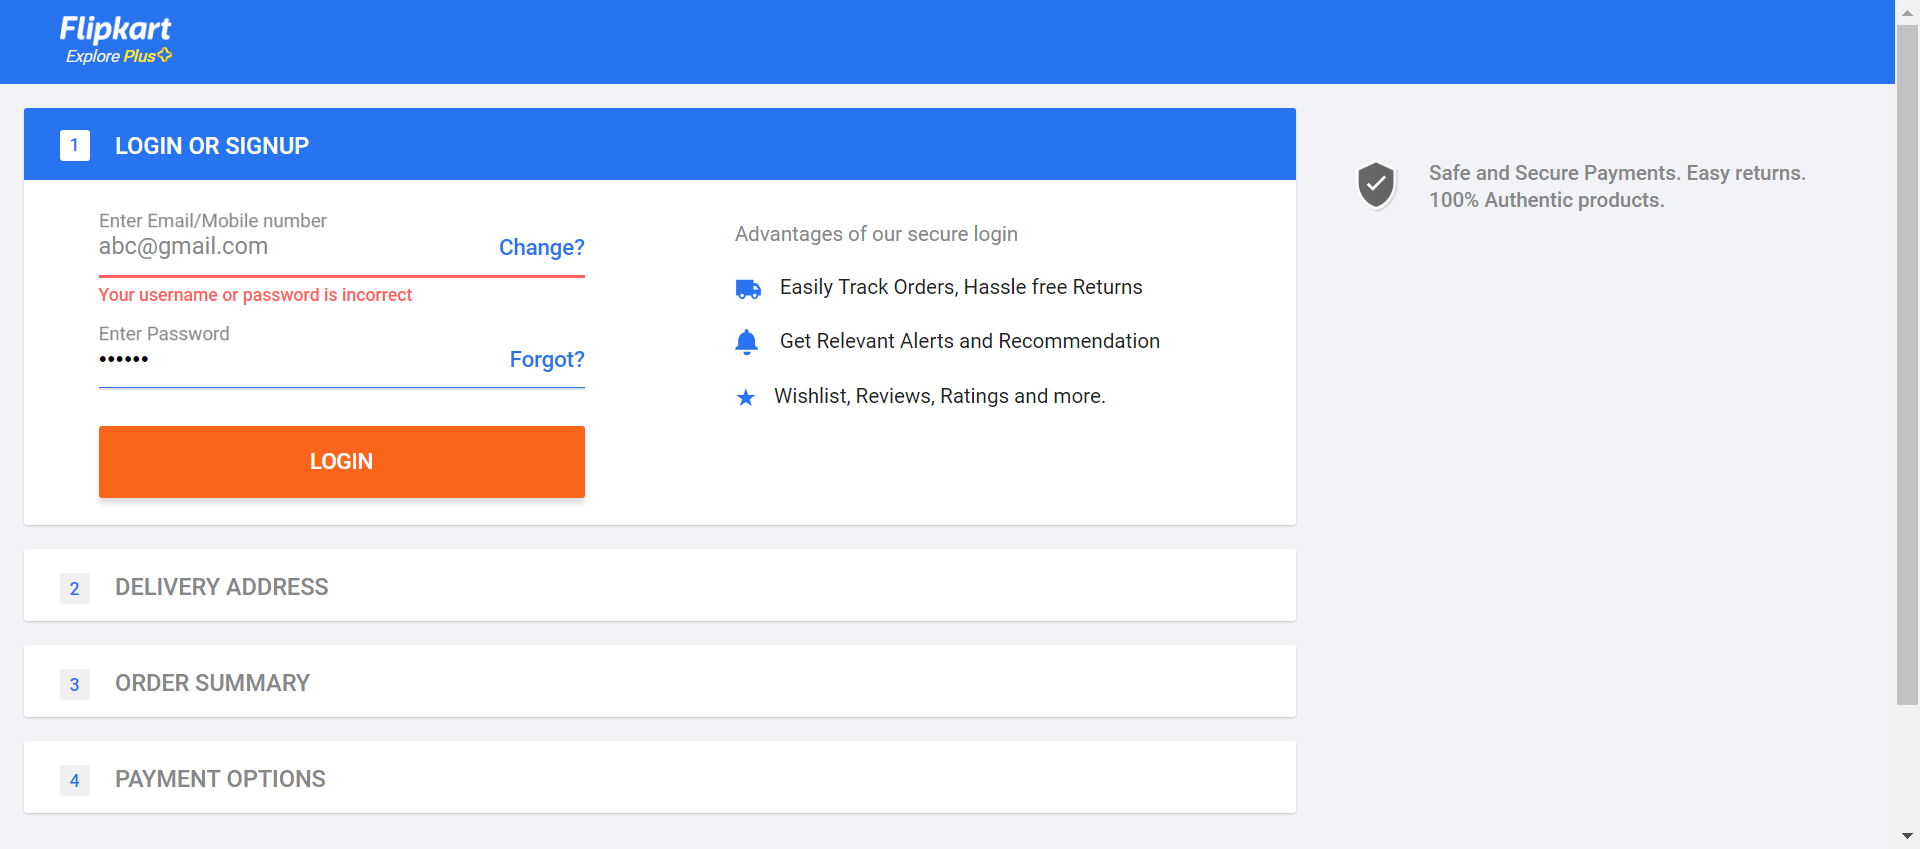 Flipkart
Explore Plus
1 LOGIN OR SIGNUP
Enter Email/Mobile number
abc@gmail.com Change?
Your username or password is incorrect
Enter Password
•••••• Forgot?
LOGIN
Advantages of our secure login
Easily Track Orders, Hassle free Returns
Get Relevant Alerts and Recommendation
Wishlist, Reviews, Ratings and more.
Safe and Secure Payments. Easy returns.
100% Authentic products.
2 DELIVERY ADDRESS
3 ORDER SUMMARY
4 PAYMENT OPTIONS